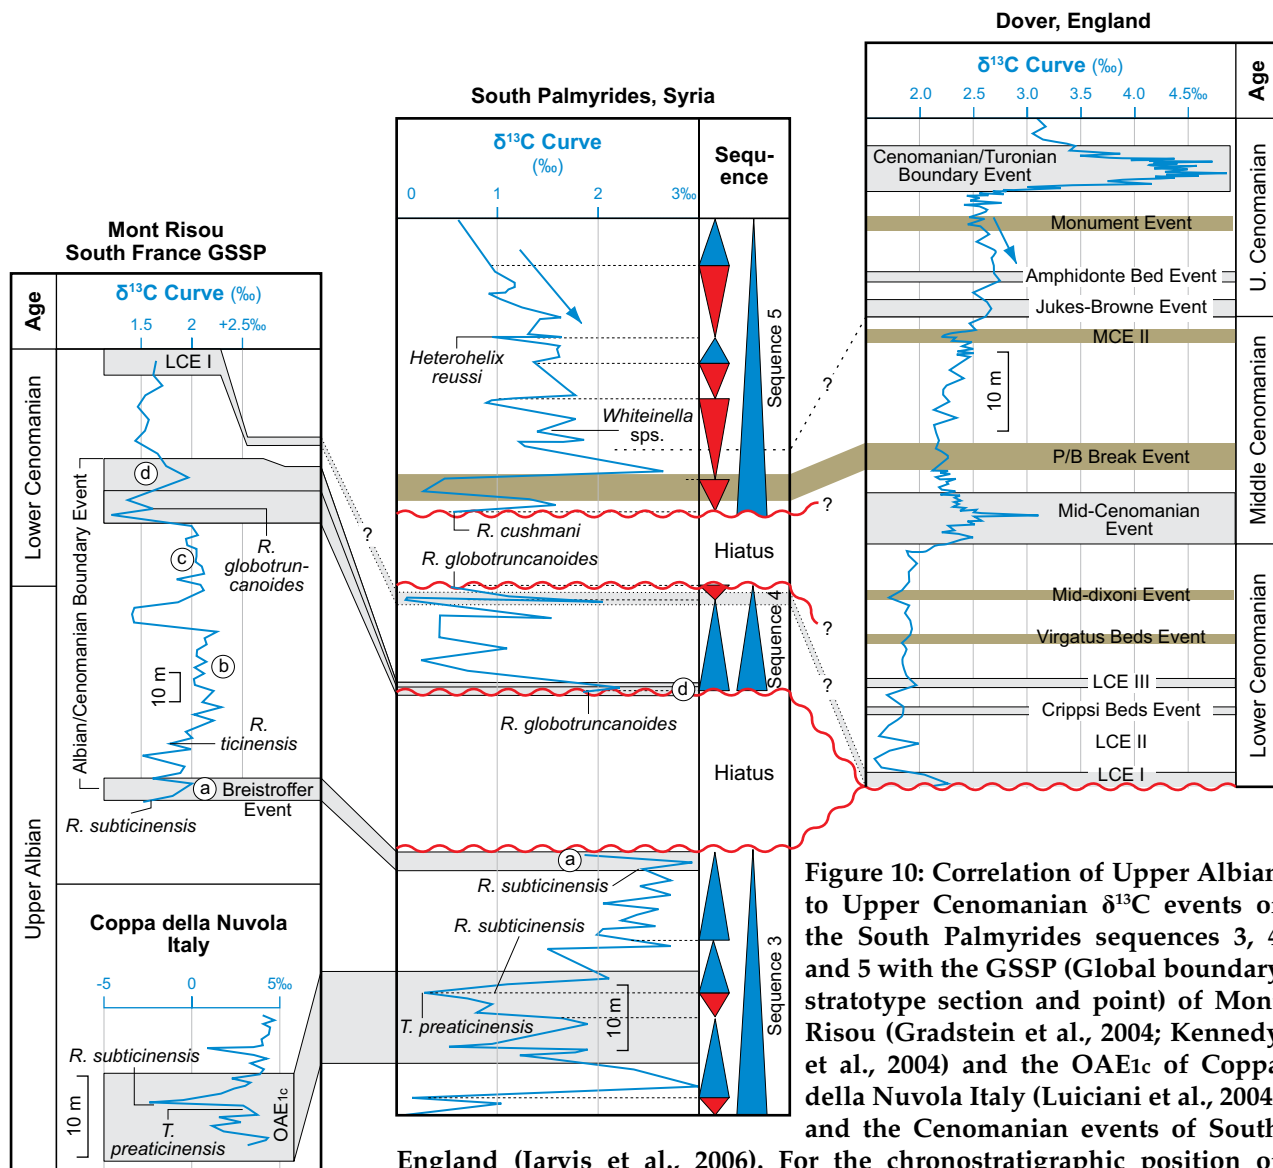 Dover, England
δ13C Curve (‰)
2.0 2.5 3.0 3.5 4.0 4.5‰
Age
Cenomanian/Turonian
Boundary Event
Monument Event
Amphidonte Bed Event
Jukes-Browne Event
MCE II
10 m
P/B Break Event
Mid-Cenomanian
Event
Mid-dixoni Event
Virgatus Beds Event
LCE III
Crippsi Beds Event
LCE II
LCE I
U. Cenomanian
Middle Cenomanian
Lower Cenomanian
South Palmyrides, Syria
δ13C Curve
(‰)
0 1 2 3‰
Sequ-
ence
Heterohelix
reussi
Whiteinella
sps.
R. cushmani
R. globotruncanoides
Hiatus
d
R. globotruncanoides
Hiatus
a
R. subticinensis
R. subticinensis
T. preaticinensis
10 m
Sequence 5
Sequence 4
Sequence 3
?
?
?
?
?
Mont Risou
South France GSSP
Age
δ13C Curve (‰)
1.5 2 +2.5‰
LCE I
Lower Cenomanian
Upper Albian
Albian/Cenomanian Boundary Event
d
R.
globotrun-
canoides
c
b
10 m
R.
ticinensis
a Breistroffer
Event
R. subticinensis
Coppa della Nuvola
Italy
-5 0 5‰
R. subticinensis
10 m
T.
preaticinensis
OAE1c
Figure 10: Correlation of Upper Albian
to Upper Cenomanian δ13C events of
the South Palmyrides sequences 3, 4
and 5 with the GSSP (Global boundary
stratotype section and point) of Mont
Risou (Gradstein et al., 2004; Kennedy
et al., 2004) and the OAE1c of Coppa
della Nuvola Italy (Luiciani et al., 2004)
and the Cenomanian events of South
England (Jarvis et al., 2006). For the chronostratigraphic position of